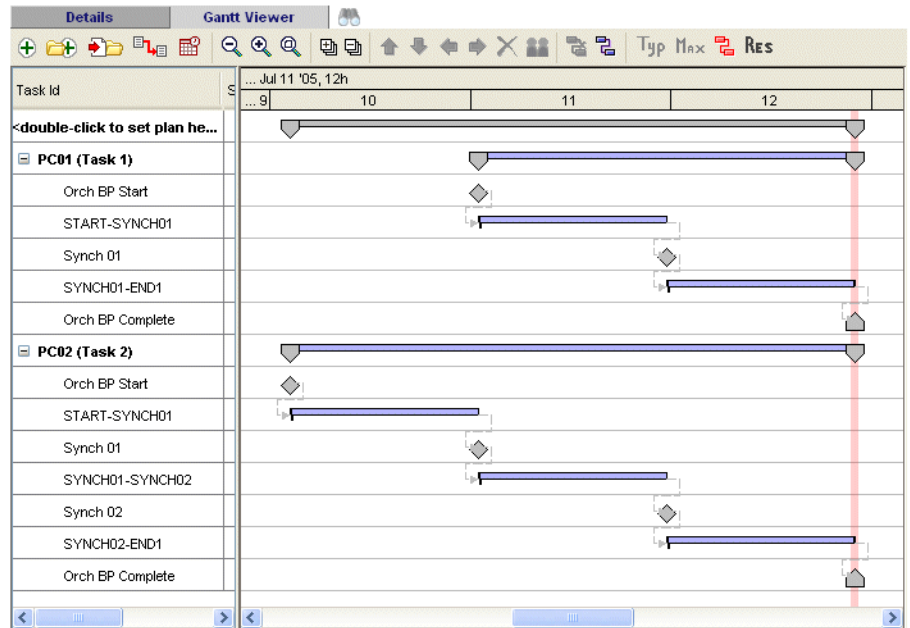 Details Gantt Viewer
Typ Max RES
Task Id S
... Jul 11 '05, 12h
... 9 10 11 12
<double-click to set plan he...
PC01 (Task 1)
Orch BP Start
START-SYNCH01
Synch 01
SYNCH01-END1
Orch BP Complete
PC02 (Task 2)
Orch BP Start
START-SYNCH01
Synch 01
SYNCH01-SYNCH02
Synch 02
SYNCH02-END1
Orch BP Complete